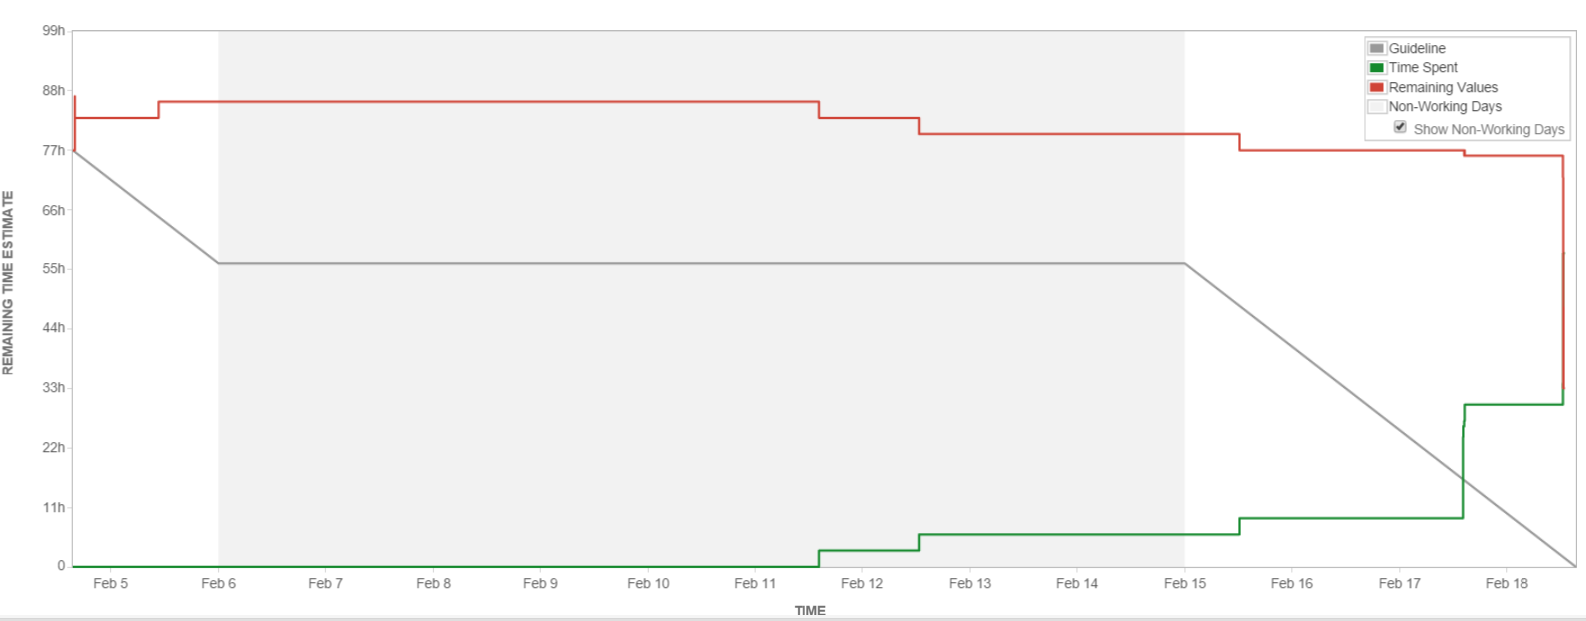 99h
88h
77h
66h
55h
44h
33h
22h
11h
0
REMAINING TIME ESTIMATE
Guideline
Time Spent
Remaining Values
Non-Working Days
Show Non-Working Days
Feb 5 Feb 6 Feb 7 Feb 8 Feb 9 Feb 10 Feb 11 Feb 12 Feb 13 Feb 14 Feb 15 Feb 16 Feb 17 Feb 18
TIME